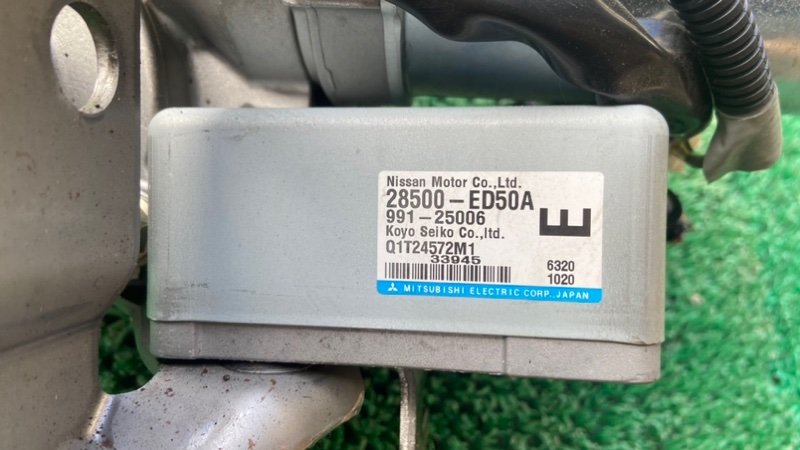 Nissan Motor Co.,Ltd.
28500-ED50A
991-25006
Koyo Seiko Co.,ltd.
Q1T24572M1
33945
E
6320
1020
MITSUBISHI ELECTRIC CORP.,JAPAN